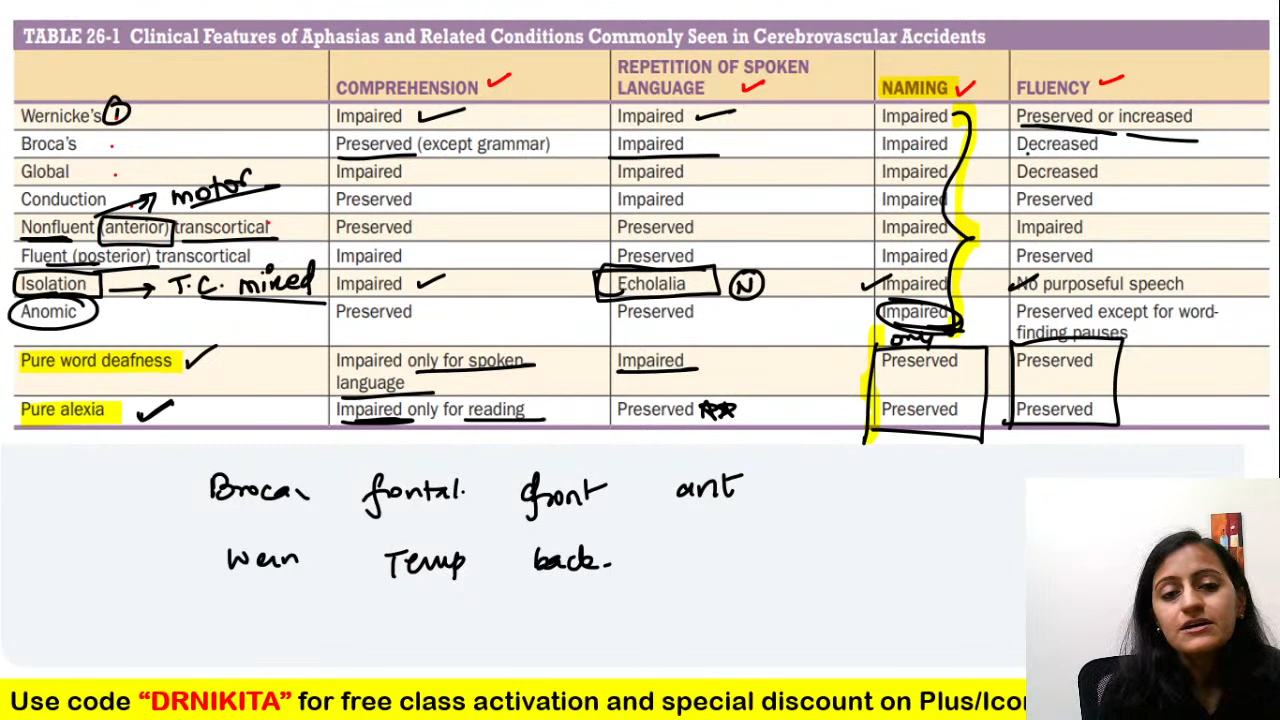 TABLE 26-1 Clinical Features of Aphasias and Related Conditions Commonly Seen in Cerebrovascular Accidents
COMPREHENSION REPETITION OF SPOKEN LANGUAGE NAMING FLUENCY
Wernicke's 1 Impaired Impaired Impaired Preserved or increased
Broca's Preserved (except grammar) Impaired Impaired Decreased
Global Impaired Impaired Impaired Decreased
motor
Conduction Preserved Impaired Impaired Preserved
Nonfluent (anterior) transcortical Preserved Preserved Impaired Impaired
Fluent (posterior) transcortical Impaired Preserved Impaired Preserved
Isolation T.C. mixed Impaired Echolalia N Impaired No purposeful speech
Anomic Preserved Preserved Impaired Preserved except for word-
finding pauses
only
Pure word deafness Impaired only for spoken Impaired Preserved Preserved
language
Pure alexia Impaired only for reading Preserved Preserved Preserved
Broca frontal. front ant
Wern Temp back.
Use code "DRNIKITA" for free class activation and special discount on Plus/Icon